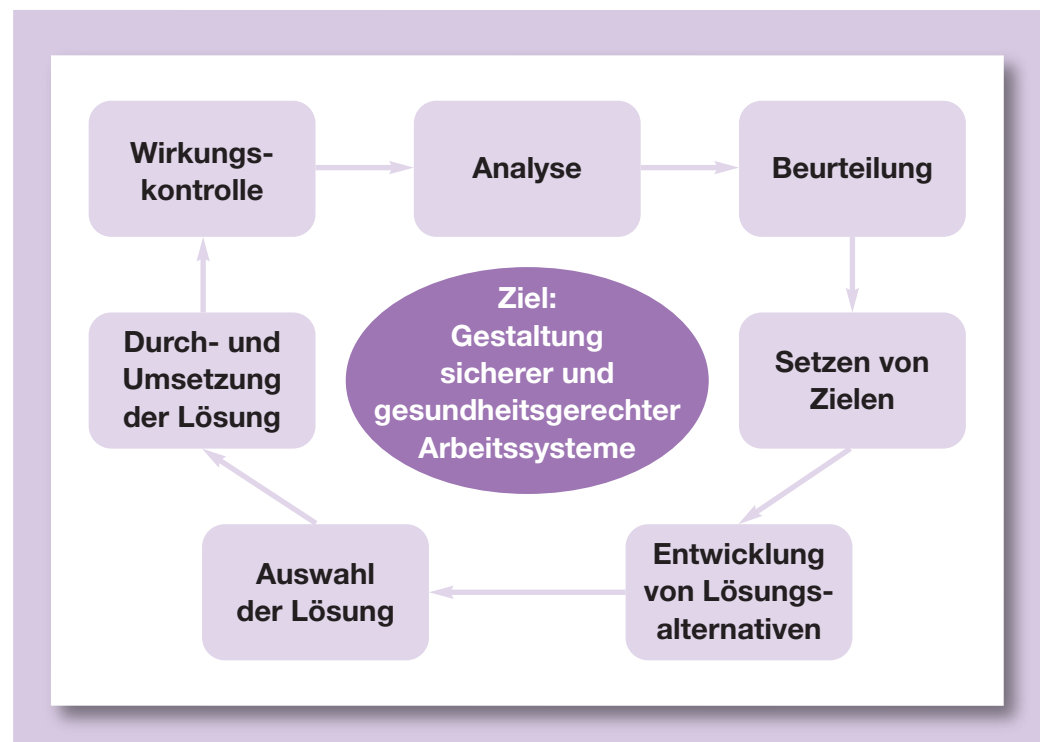 Wirkungs-
kontrolle
Analyse
Beurteilung
Setzen von
Zielen
Entwicklung
von Lösungs-
alternativen
Auswahl
der Lösung
Durch- und
Umsetzung
der Lösung
Ziel:
Gestaltung
sicherer und
gesundheitsgerechter
Arbeitssysteme